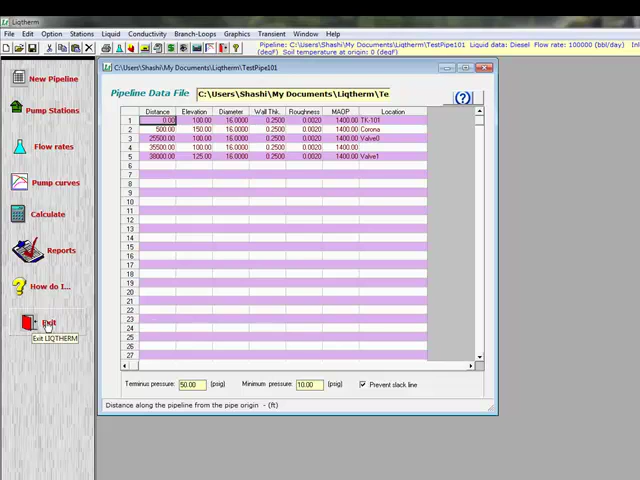 Liqtherm
File Edit Option Stations Liquid Conductivity Branch-Loops Graphics Transient Window Help
Pipeline: C:\Users\Shashi\My Documents\Liqtherm\TestPipe101 Liquid data: Diesel Flow rate: 100000 (bbl/day)
(degF) Soil temperature at origin: 0 (degF)
C:\Users\Shashi\My Documents\Liqtherm\TestPipe101
New Pipeline
Pump Stations
Flow rates
Pump curves
Calculate
Reports
How do I...
Exit
Exit LIQTHERM
Pipeline Data File C:\Users\Shashi\My Documents\Liqtherm\Te
Distance Elevation Diameter Wall Thk. Roughness MAOP Location
1 0.00 100.00 16.0000 0.2500 0.0020 1400.00 TK-101
2 500.00 150.00 16.0000 0.2500 0.0020 1400.00 Corona
3 25500.00 100.00 16.0000 0.2500 0.0020 1400.00 Valve0
4 35500.00 100.00 16.0000 0.2500 0.0020 1400.00
5 38000.00 125.00 16.0000 0.2500 0.0020 1400.00 Valve1
6
7
8
9
10
11
12
13
14
15
16
17
18
19
20
21
22
23
24
25
26
27
Terminus pressure: 50.00 (psig) Minimum pressure: 10.00 (psig) Prevent slack line
Distance along the pipeline from the pipe origin - (ft)